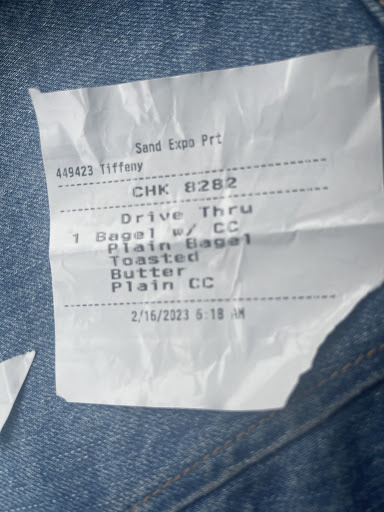 Sand Expo Prt
449423 Tiffeny
CHK 8282
Drive Thru
1 Bagel w/ CC
Plain Bagel
Toasted
Butter
Plain CC
2/16/2023 6:18 AM